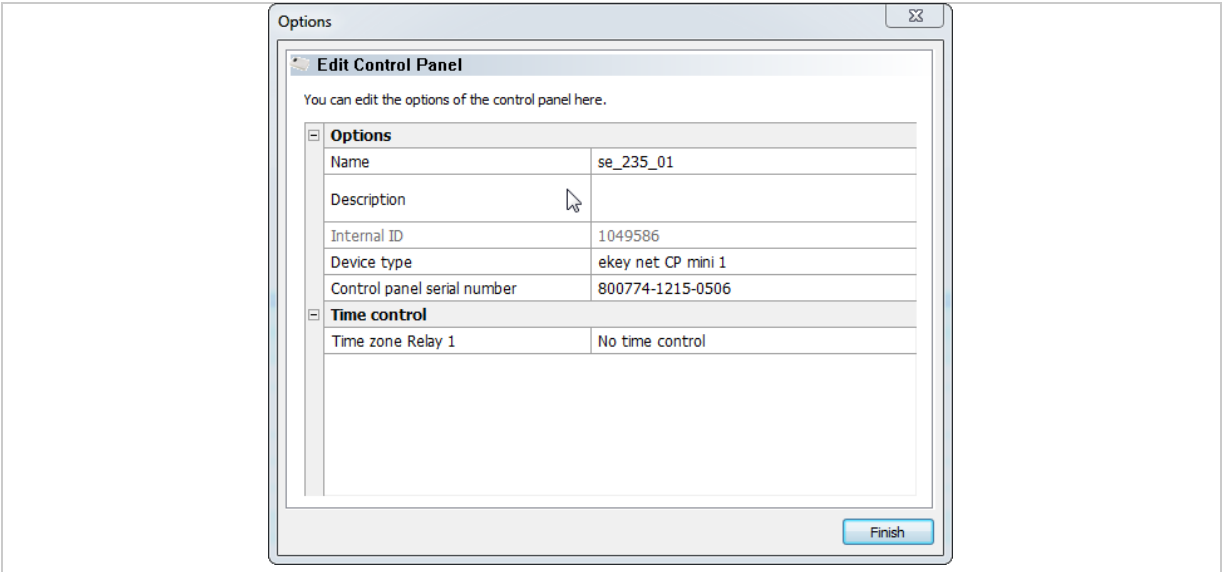 Options
Edit Control Panel
You can edit the options of the control panel here.
Options
Name se_235_01
Description
Internal ID 1049586
Device type ekey net CP mini 1
Control panel serial number 800774-1215-0506
Time control
Time zone Relay 1 No time control
Finish